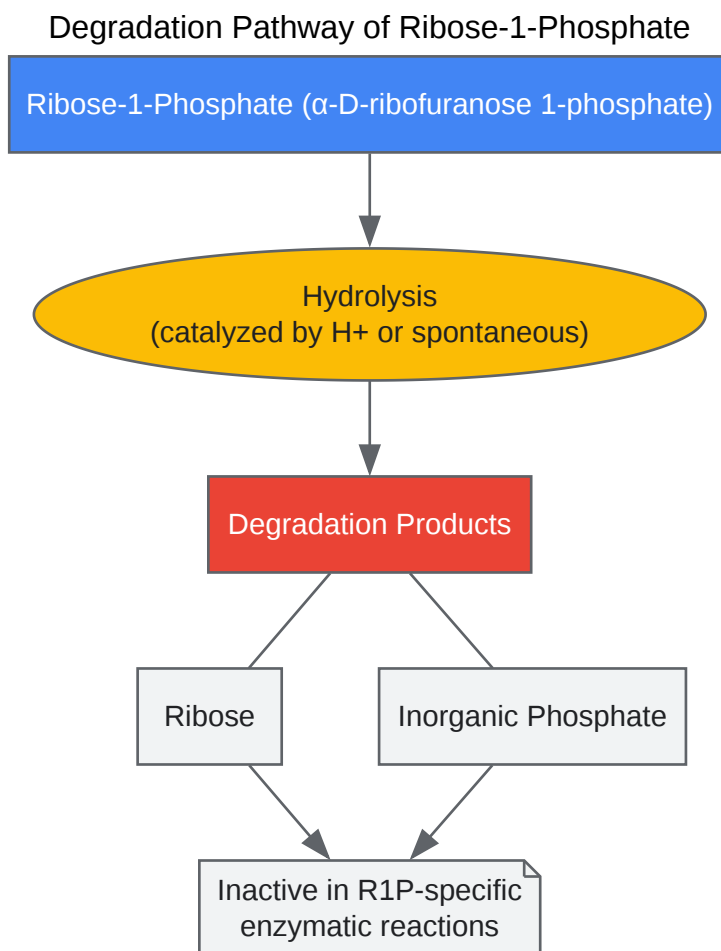 Degradation Pathway of Ribose-1-Phosphate
Ribose-1-Phosphate (α-D-ribofuranose 1-phosphate)
Hydrolysis
(catalyzed by H+ or spontaneous)
Degradation Products
Ribose
Inorganic Phosphate
Inactive in R1P-specific
enzymatic reactions